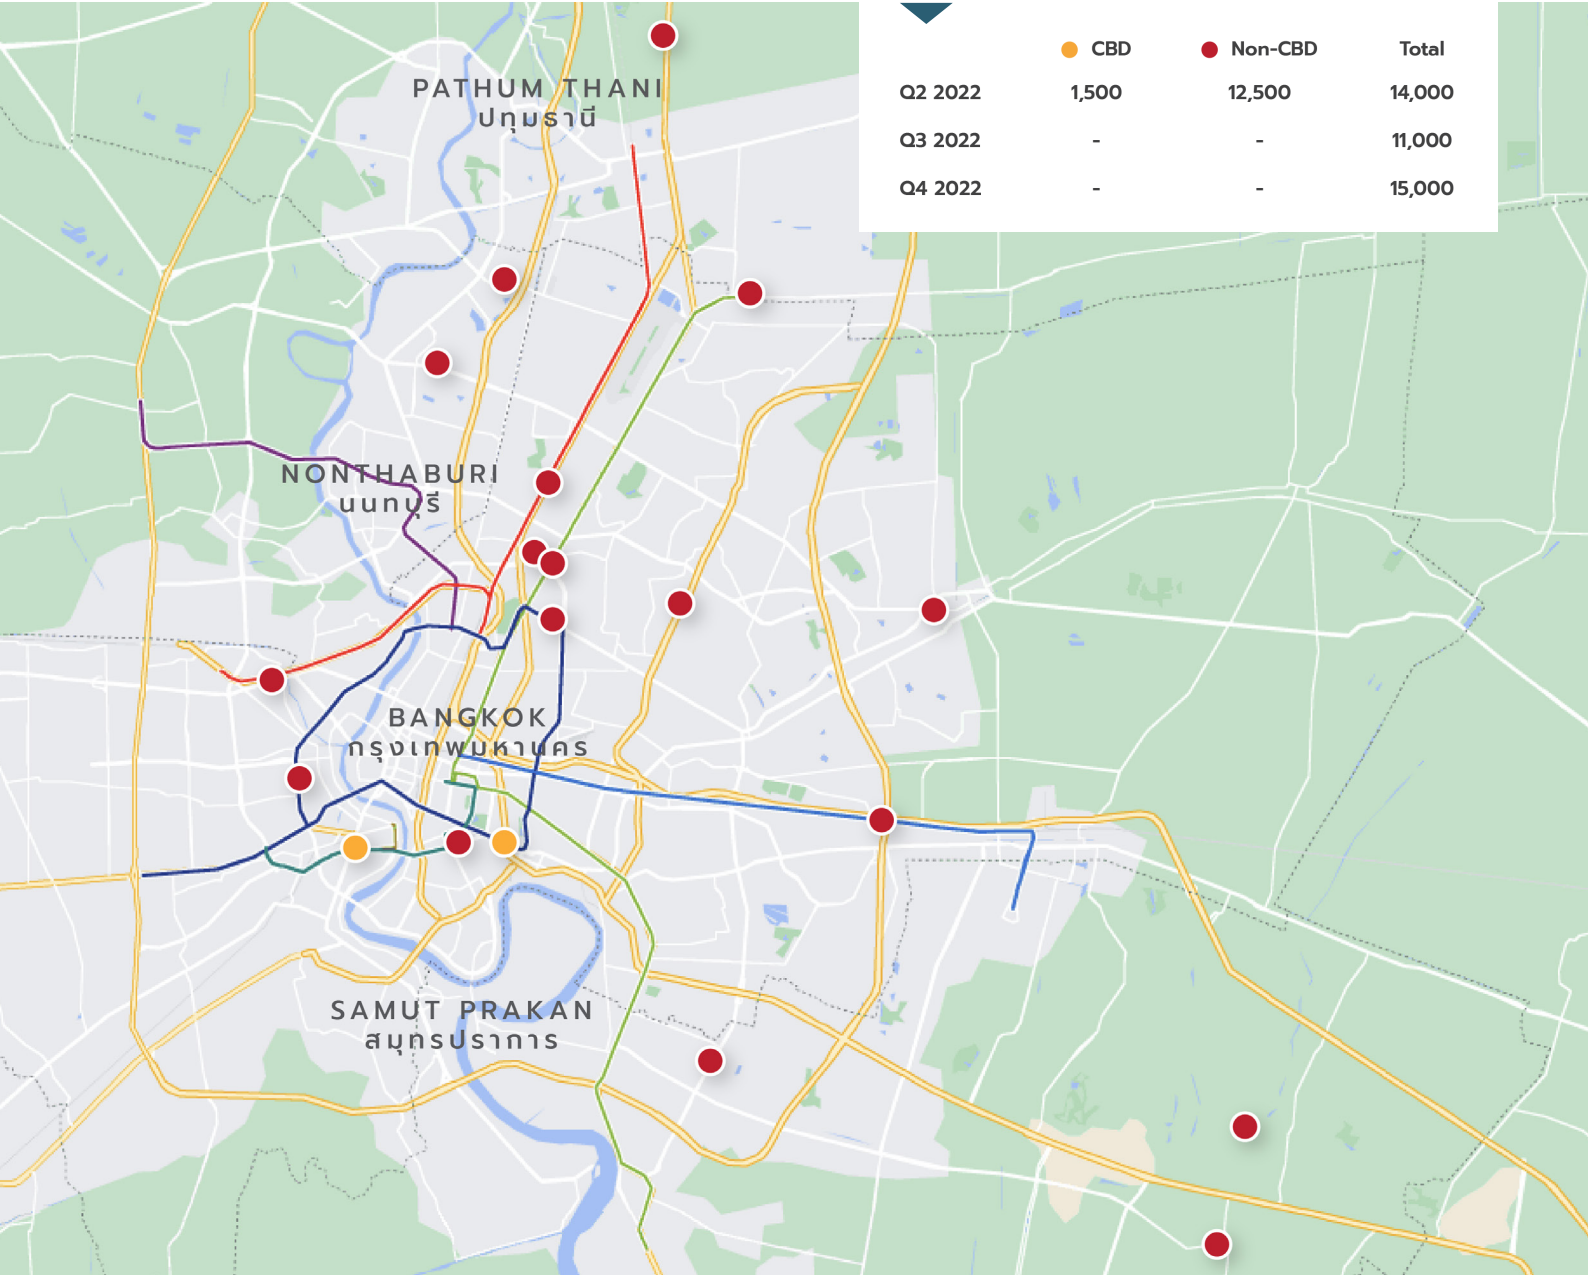 CBD Non-CBD Total
Q2 2022 1,500 12,500 14,000
Q3 2022 - - 11,000
Q4 2022 - - 15,000
PATHUM THANI
ปทุมธานี
NONTHABURI
นนทบุรี
BANGKOK
กรุงเทพมหานคร
SAMUT PRAKAN
สมุทรปราการ